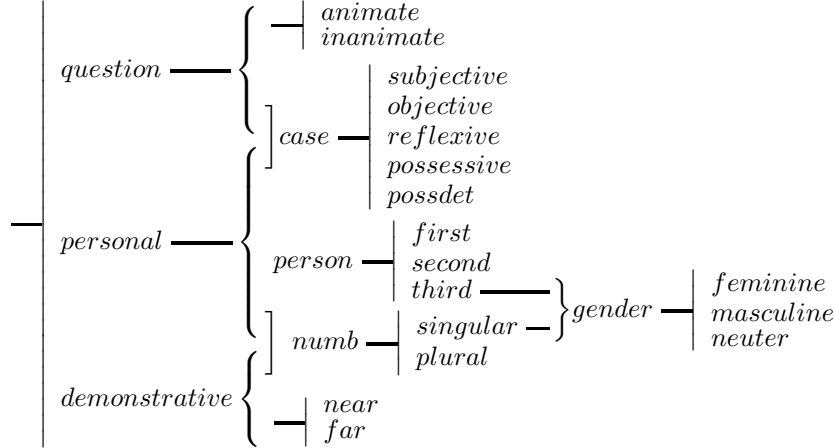 animate
inanimate
question
subjective
objective
case
reflexive
possessive
possdet
personal
first
person
second
third
feminine
gender
masculine
singular
numb
neuter
plural
demonstrative
near
far